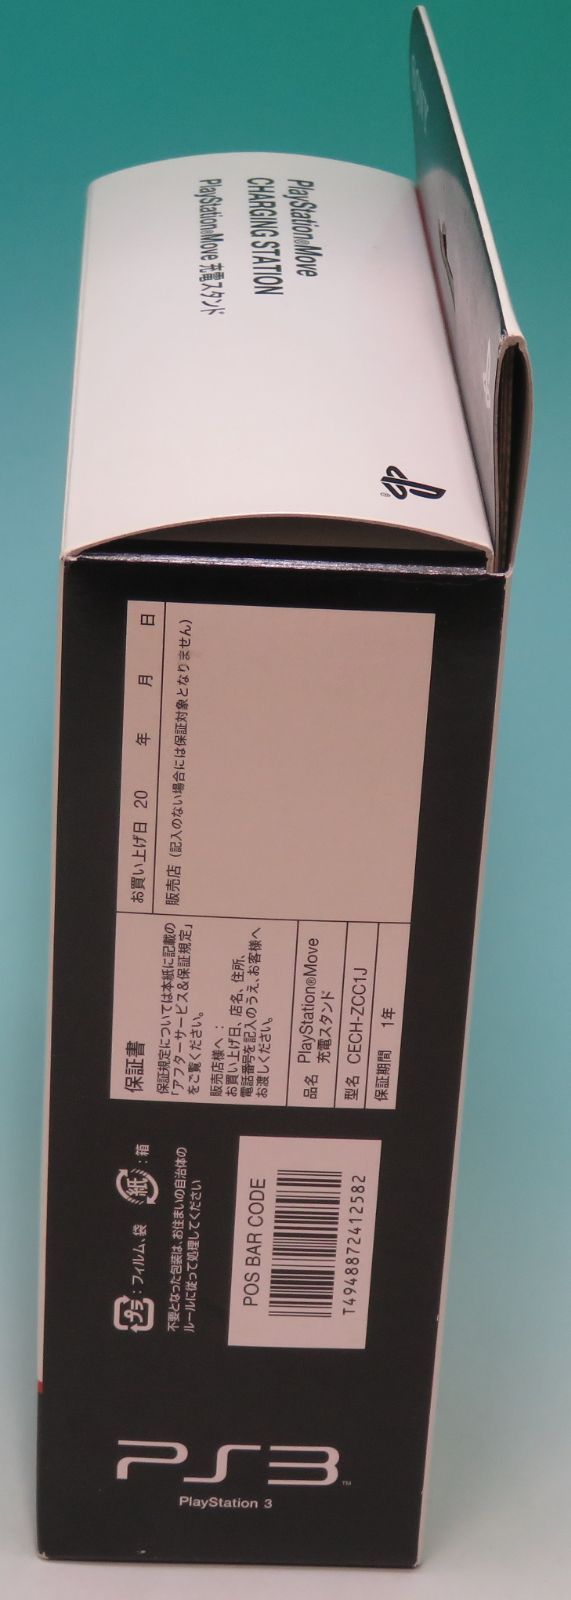 SONY
PlayStation®Move
CHARGING STATION
PlayStation®Move 充電スタンド
保証書
保証規定については本紙に記載の
「アフターサービス&保証規定」
をご覧ください。
販売店様へ：
お買い上げ日、店名、住所、
電話番号を記入のうえ、お客様へ
お渡しください。
品名 PlayStation®Move
充電スタンド
型名 CECH-ZCC1J
保証期間 1年
お買い上げ日 20 年 月 日
販売店（記入のない場合には保証対象となりません）
プラ：フィルム、袋 紙：箱
不要となった包装は、お住まいの自治体の
ルールに従って処理してください
POS BAR CODE
T4948872412582
PS3™
PlayStation 3